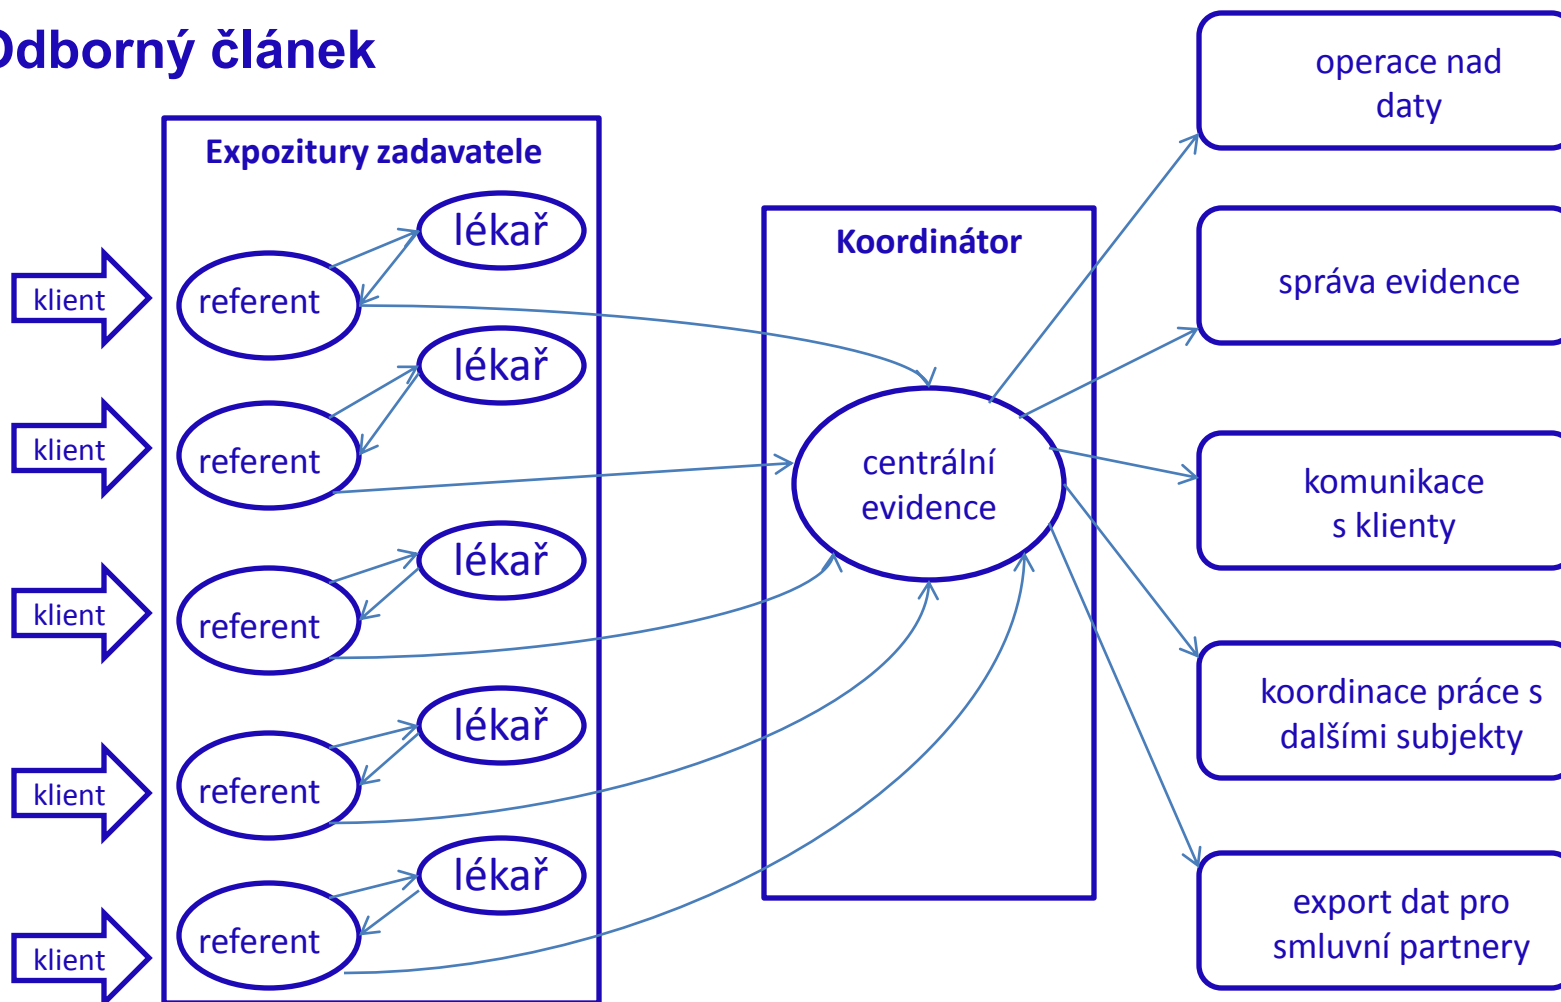 Odborný článek
Expozitury zadavatele
klient
referent
lékař
klient
referent
lékař
klient
referent
lékař
klient
referent
lékař
klient
referent
lékař
Koordinátor
centrální
evidence
operace nad
daty
správa evidence
komunikace
s klienty
koordinace práce s
dalšími subjekty
export dat pro
smluvní partnery